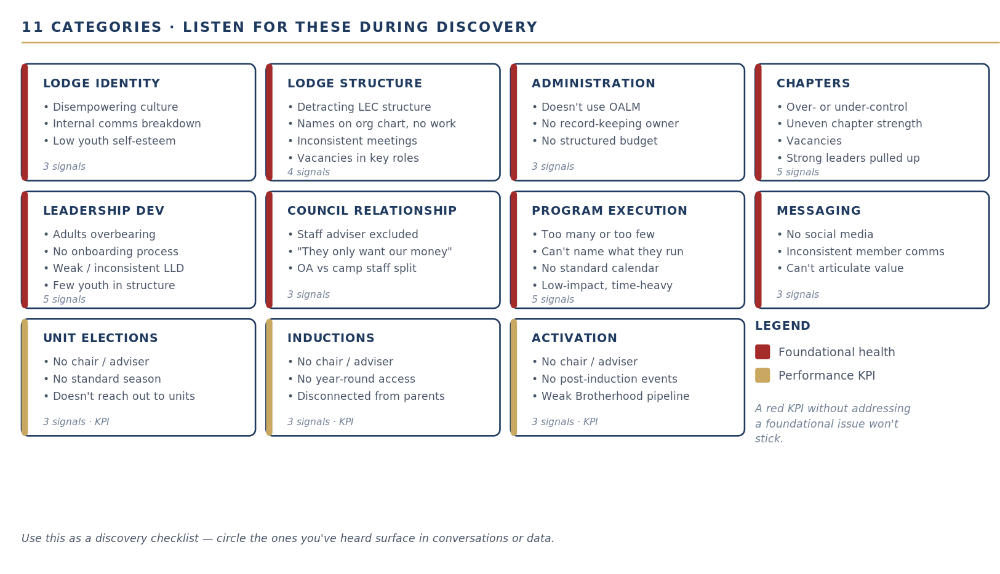 11 CATEGORIES · LISTEN FOR THESE DURING DISCOVERY
LODGE IDENTITY
• Disempowering culture
• Internal comms breakdown
• Low youth self-esteem
3 signals
LODGE STRUCTURE
• Detracting LEC structure
• Names on org chart, no work
• Inconsistent meetings
• Vacancies in key roles
4 signals
ADMINISTRATION
• Doesn't use OALM
• No record-keeping owner
• No structured budget
3 signals
CHAPTERS
• Over- or under-control
• Uneven chapter strength
• Vacancies
• Strong leaders pulled up
5 signals
LEADERSHIP DEV
• Adults overbearing
• No onboarding process
• Weak / inconsistent LLD
• Few youth in structure
5 signals
COUNCIL RELATIONSHIP
• Staff adviser excluded
• "They only want our money"
• OA vs camp staff split
3 signals
PROGRAM EXECUTION
• Too many or too few
• Can't name what they run
• No standard calendar
• Low-impact, time-heavy
5 signals
MESSAGING
• No social media
• Inconsistent member comms
• Can't articulate value
3 signals
UNIT ELECTIONS
• No chair / adviser
• No standard season
• Doesn't reach out to units
3 signals · KPI
INDUCTIONS
• No chair / adviser
• No year-round access
• Disconnected from parents
3 signals · KPI
ACTIVATION
• No chair / adviser
• No post-induction events
• Weak Brotherhood pipeline
3 signals · KPI
LEGEND
Foundational health
Performance KPI
A red KPI without addressing
a foundational issue won't
stick.
Use this as a discovery checklist — circle the ones you've heard surface in conversations or data.